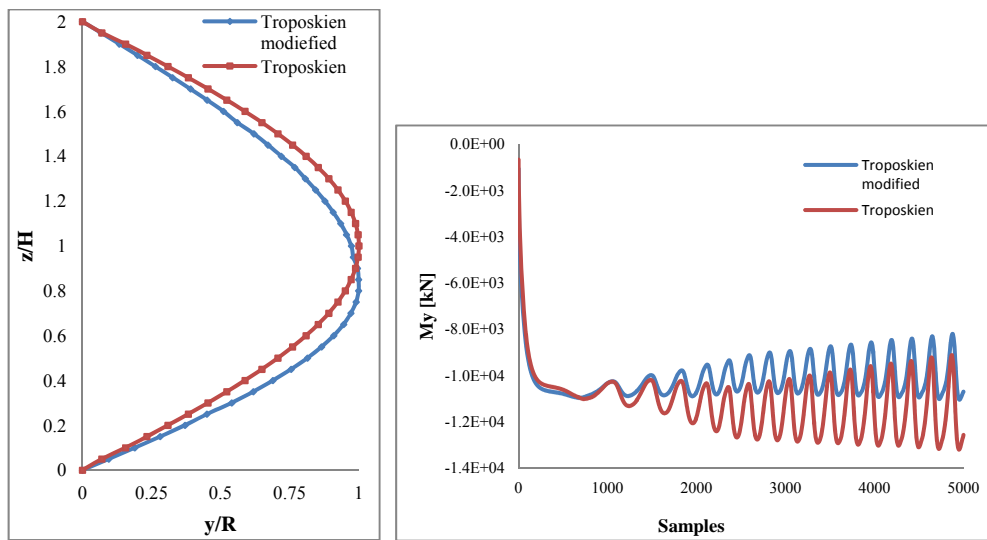 2
1.8
1.6
1.4
1.2
1
0.8
0.6
0.4
0.2
0
z/H
0
0.25
0.5
0.75
1
y/R
Troposkien
modiefied
Troposkien
0.0E+00
-2.0E+03
-4.0E+03
-6.0E+03
-8.0E+03
-1.0E+04
-1.2E+04
-1.4E+04
My [kN]
0
1000
2000
3000
4000
5000
Samples
Troposkien
modified
Troposkien